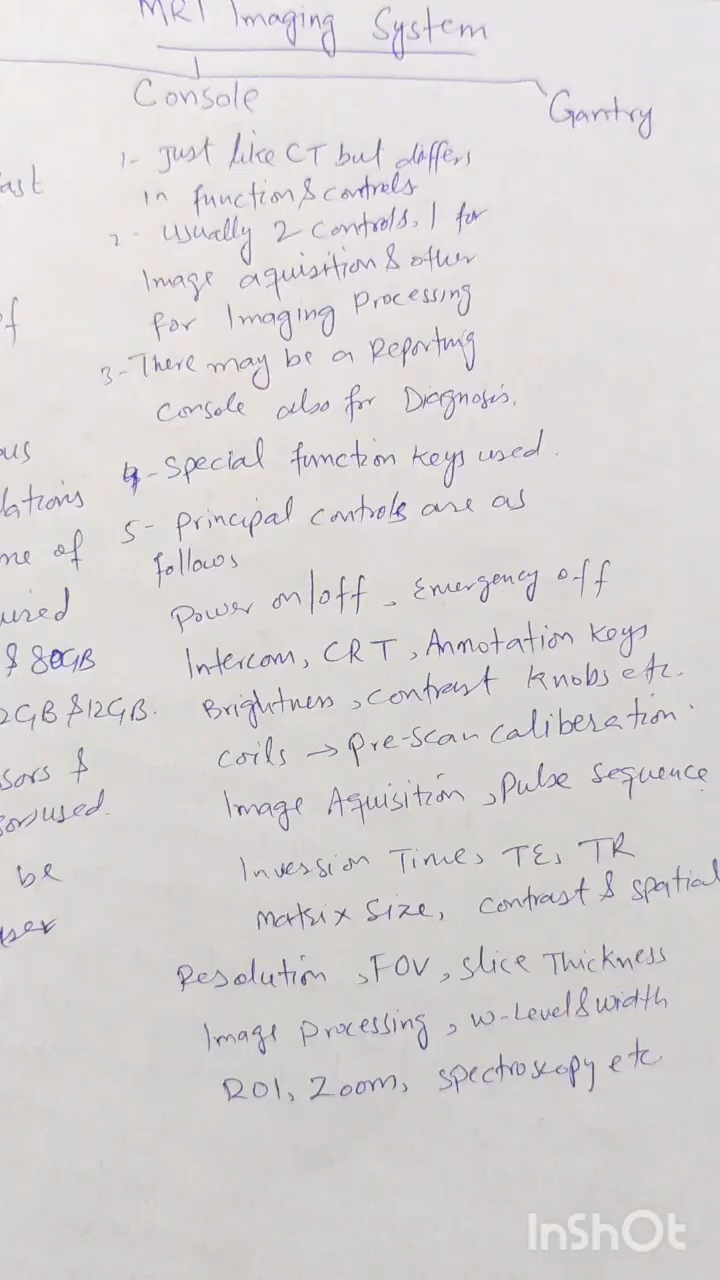 MRI Imaging System
Console
Gantry
1- Just like CT but differs
in function & controls
2. usually 2 controls, 1 for
Image aquisition & other
for Imaging Processing
3- There may be a Reporting
Console also for Diagnosis.
4- Special function keys used.
5- Principal controls are as
follows
Power on/off, Emergency off
Intercom, CRT, Annotation keys
Brightness, contrast knobs etc.
coils → Pre-scan caliberation.
Image Aquisition, Pulse sequence
Inversion Time, TE, TR
Matrix Size, contrast & spatial
Resolution, FOV, slice Thickness
Image processing, w-Level & width
ROI, Zoom, spectroscopy etc
ast
of
ous
lations
me of
used
& 80GB
2GB & 12GB.
ssors &
used.
be
ser
InShOt